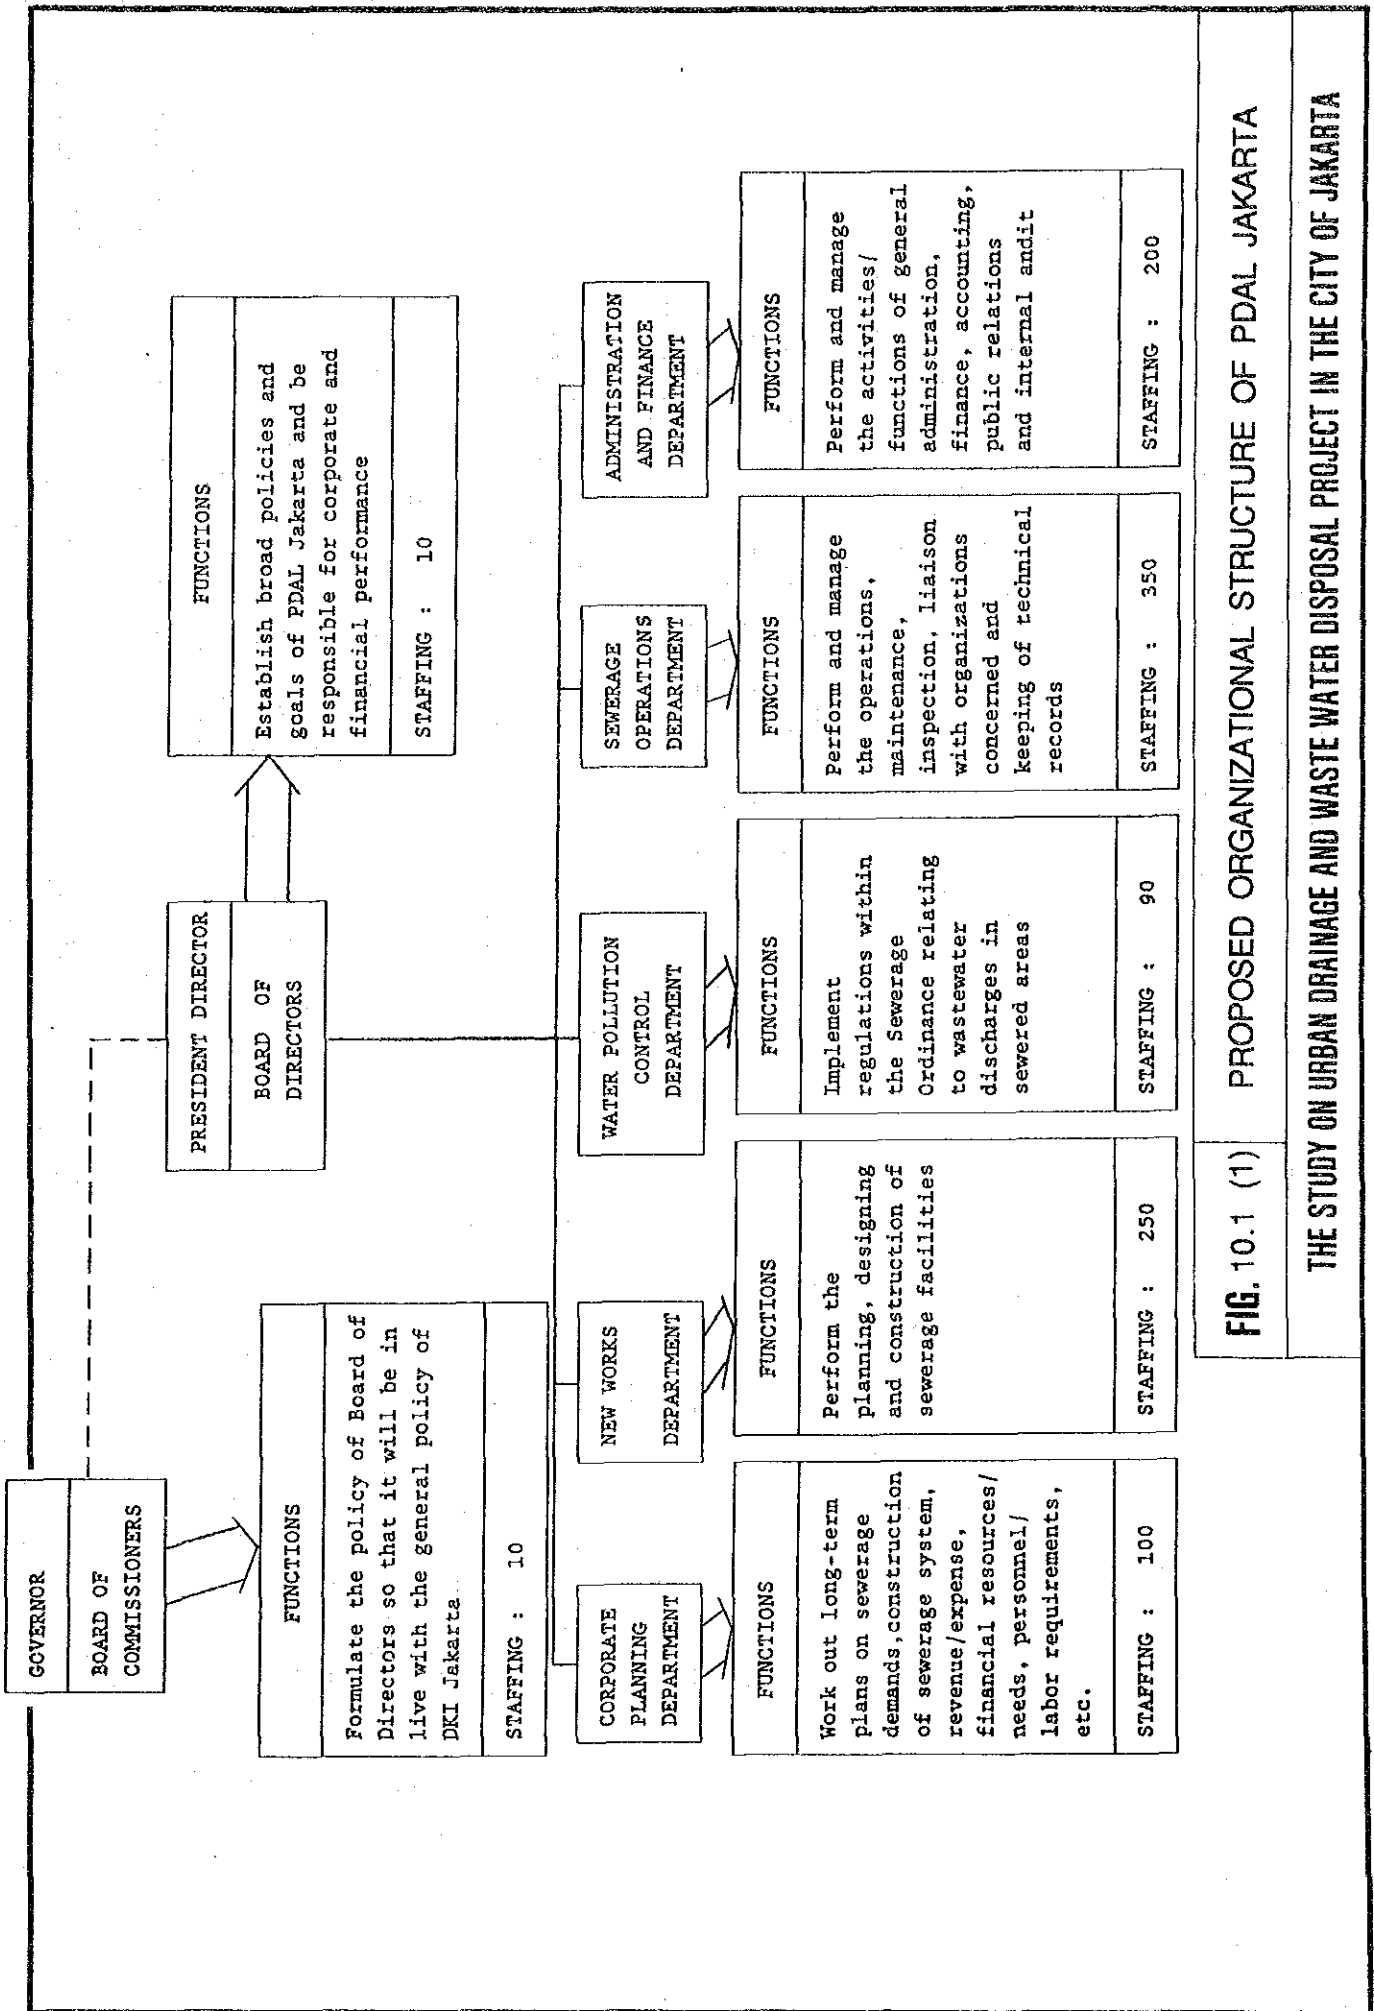 GOVERNOR
BOARD OF
COMMISSIONERS
FUNCTIONS
Formulate the policy of Board of
Directors so that it will be in
live with the general policy of
DKI Jakarta
STAFFING : 10
PRESIDENT DIRECTOR
BOARD OF
DIRECTORS
FUNCTIONS
Establish broad policies and
goals of PDAL Jakarta and be
responsible for corporate and
financial performance
STAFFING : 10
CORPORATE
PLANNING
DEPARTMENT
FUNCTIONS
Work out long-term
plans on sewerage
demands,construction
of sewerage system,
revenue/expense,
financial resources/
needs, personnel/
labor requirements,
etc.
STAFFING : 100
NEW WORKS
DEPARTMENT
FUNCTIONS
Perform the
planning, designing
and construction of
sewerage facilities
STAFFING : 250
WATER POLLUTION
CONTROL
DEPARTMENT
FUNCTIONS
Implement
regulations within
the Sewerage
Ordinance relating
to wastewater
discharges in
sewered areas
STAFFING : 90
SEWERAGE
OPERATIONS
DEPARTMENT
FUNCTIONS
Perform and manage
the operations,
maintenance,
inspection, liaison
with organizations
concerned and
keeping of technical
records
STAFFING : 350
ADMINISTRATION
AND FINANCE
DEPARTMENT
FUNCTIONS
Perform and manage
the activities/
functions of general
administration,
finance, accounting,
public relations
and internal andit
STAFFING : 200
FIG. 10.1 (1) PROPOSED ORGANIZATIONAL STRUCTURE OF PDAL JAKARTA
THE STUDY ON URBAN DRAINAGE AND WASTE WATER DISPOSAL PROJECT IN THE CITY OF JAKARTA